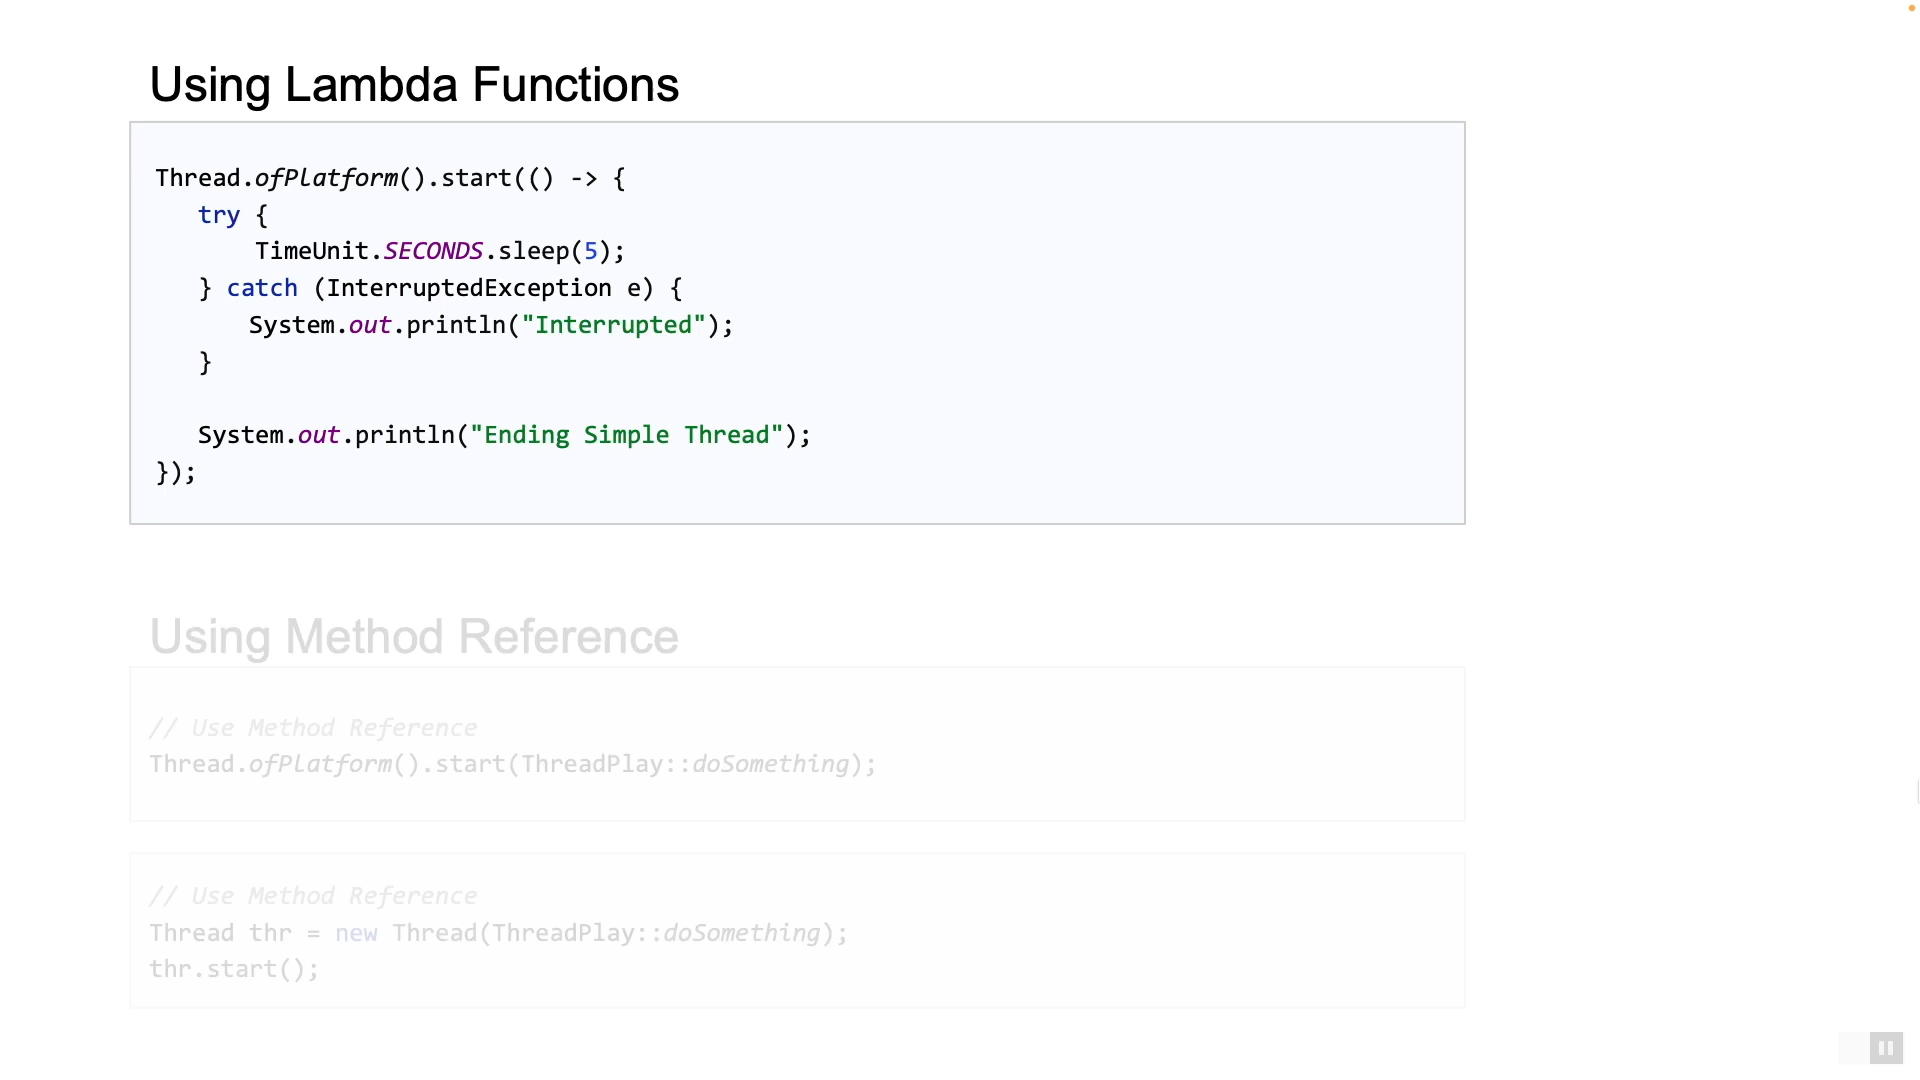 Using Lambda Functions
Thread.ofPlatform().start(() -> {
try {
TimeUnit.SECONDS.sleep(5);
} catch (InterruptedException e) {
System.out.println("Interrupted");
}
System.out.println("Ending Simple Thread");
});
Using Method Reference
// Use Method Reference
Thread.ofPlatform().start(ThreadPlay::doSomething);
// Use Method Reference
Thread thr = new Thread(ThreadPlay::doSomething);
thr.start();